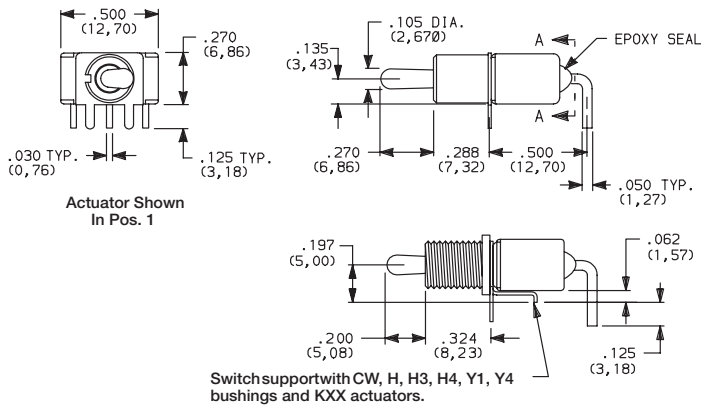 .500
(12,70)
.270
(6,86)
.030 TYP.
(0,76)
.125 TYP.
(3,18)
Actuator Shown
In Pos. 1
.105 DIA.
(2,67Ø)
.135
(3,43)
A
EPOXY SEAL
A
.270
(6,86)
.288
(7,32)
.500
(12,70)
.050 TYP.
(1,27)
.197
(5,00)
.062
(1,57)
.200
(5,08)
.324
(8,23)
.125
(3,18)
Switch support with CW, H, H3, H4, Y1, Y4
bushings and KXX actuators.